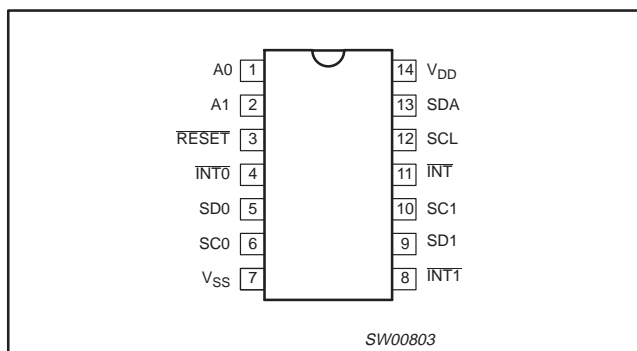 A0 1 14 VDD
A1 2 13 SDA
RESET 3 12 SCL
INT0 4 11 INT
SD0 5 10 SC1
SC0 6 9 SD1
VSS 7 8 INT1
SW00803